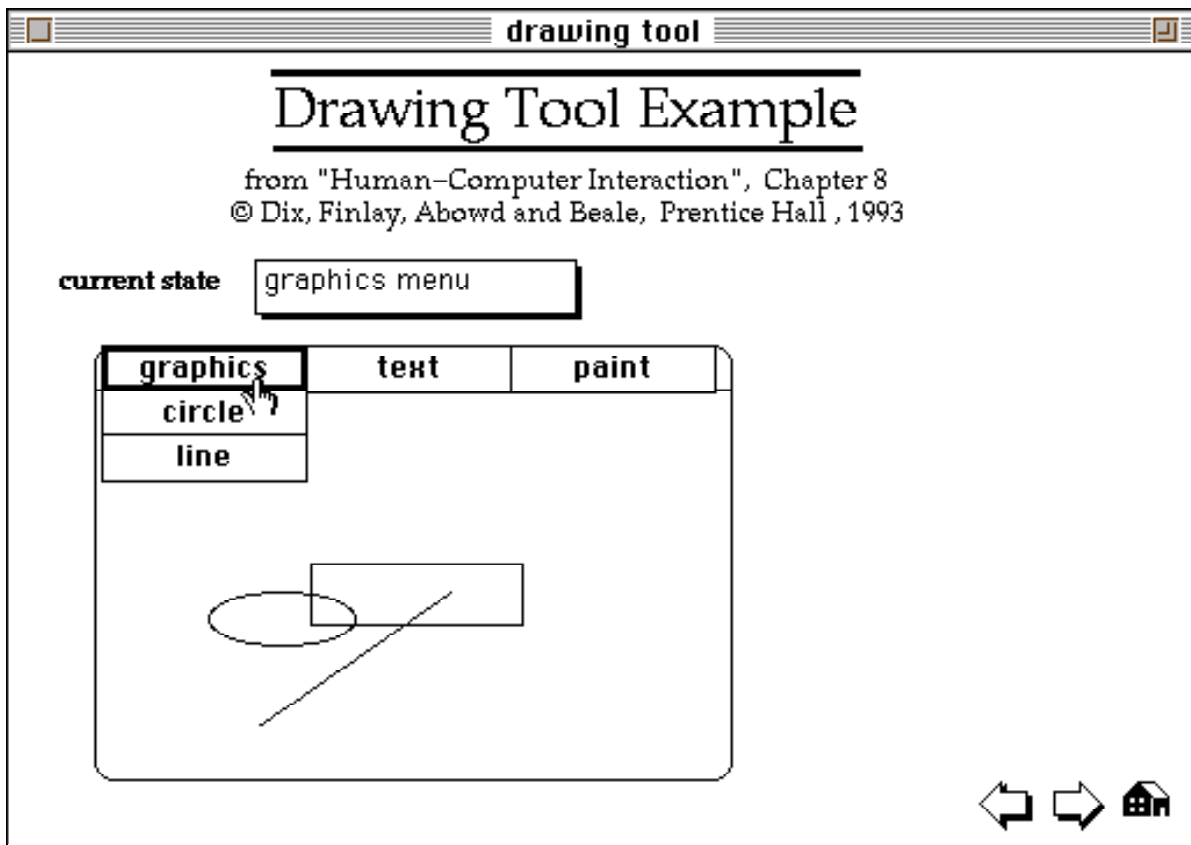 drawing tool
Drawing Tool Example
from "Human-Computer Interaction", Chapter 8
© Dix, Finlay, Abowd and Beale, Prentice Hall , 1993
current state graphics menu
graphics text paint
circle
line